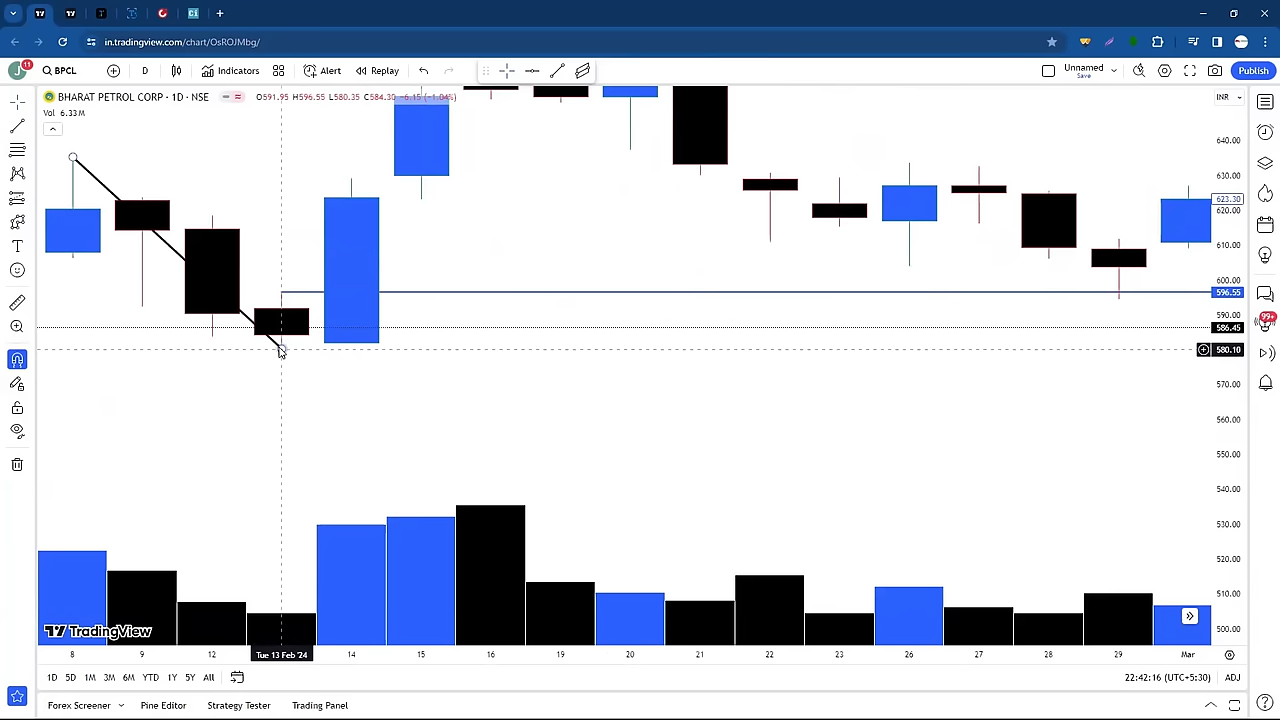 in.tradingview.com/chart/OsROJMbg/
J 11 BPCL D Indicators Alert Replay Unnamed Save Publish
BHARAT PETROL CORP · 1D · NSE O591.95 H596.55 L580.35 C584.30 -6.15 (-1.04%) INR
Vol 6.33M
640.00
630.00
623.30
620.00
610.00
600.00
596.55
590.00
586.45
580.10
570.00
560.00
550.00
540.00
530.00
520.00
510.00
500.00
99+
TradingView
8 9 12 Tue 13 Feb '24 14 15 16 19 20 21 22 23 26 27 28 29 Mar
1D 5D 1M 3M 6M YTD 1Y 5Y All 22:42:16 (UTC+5:30) ADJ
Forex Screener Pine Editor Strategy Tester Trading Panel